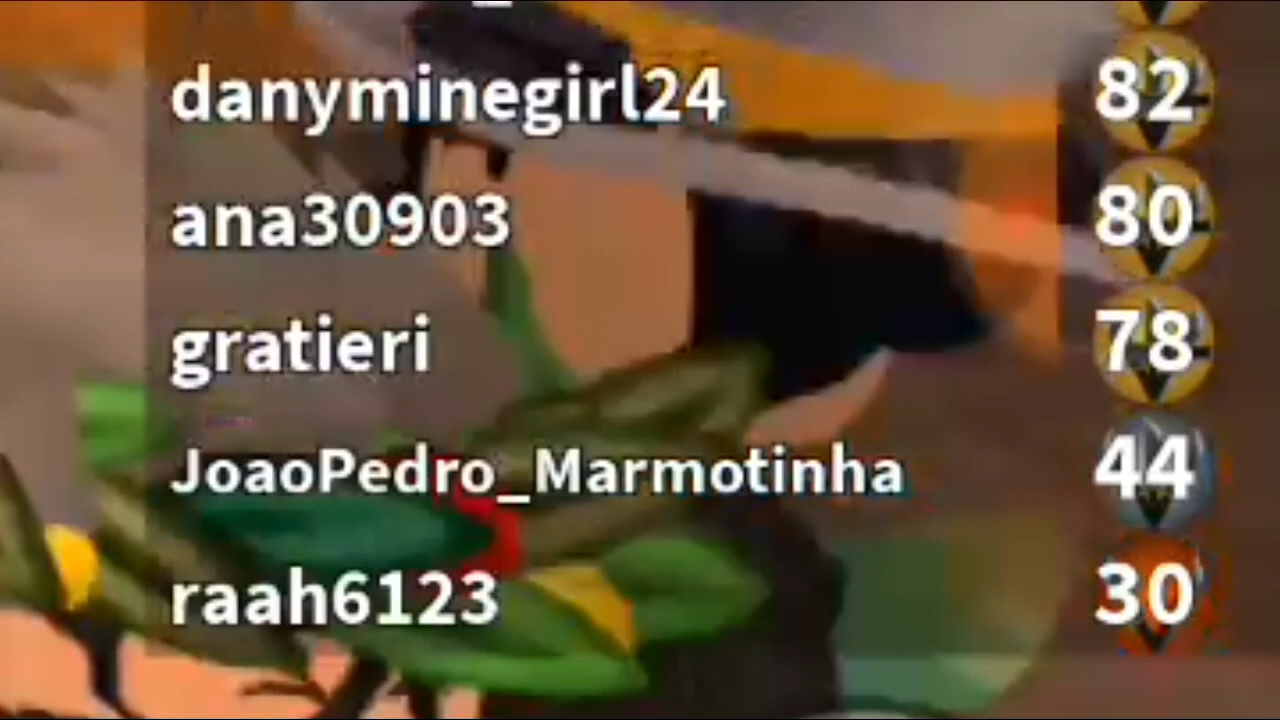 danyminegirl24 82
ana30903 80
gratieri 78
JoaoPedro_Marmotinha 44
raah6123 30